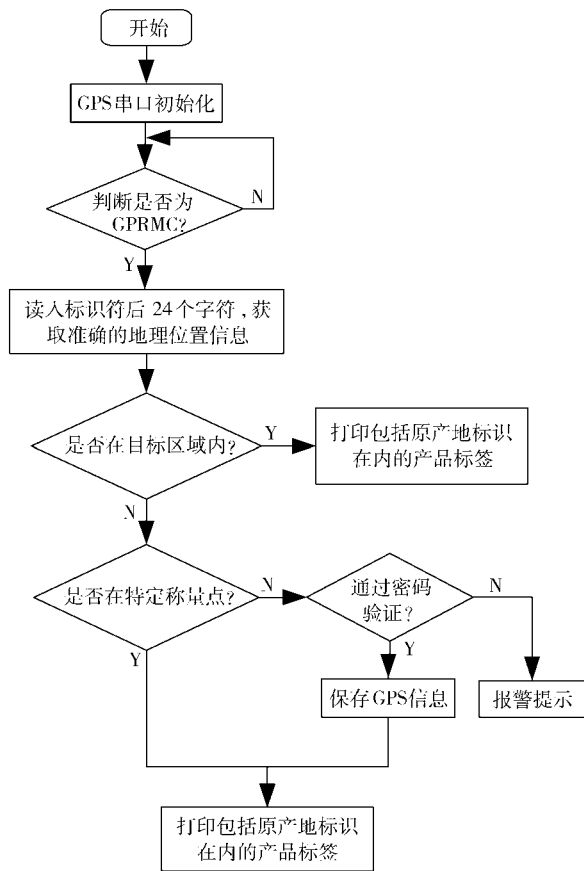 开始
GPS串口初始化
判断是否为
GPRMC?
N
Y
读入标识符后24个字符,获
取准确的地理位置信息
是否在目标区域内?
Y
打印包括原产地标识
在内的产品标签
N
是否在特定称量点?
N
通过密码
验证?
N
Y
Y
保存GPS信息
报警提示
打印包括原产地标识
在内的产品标签